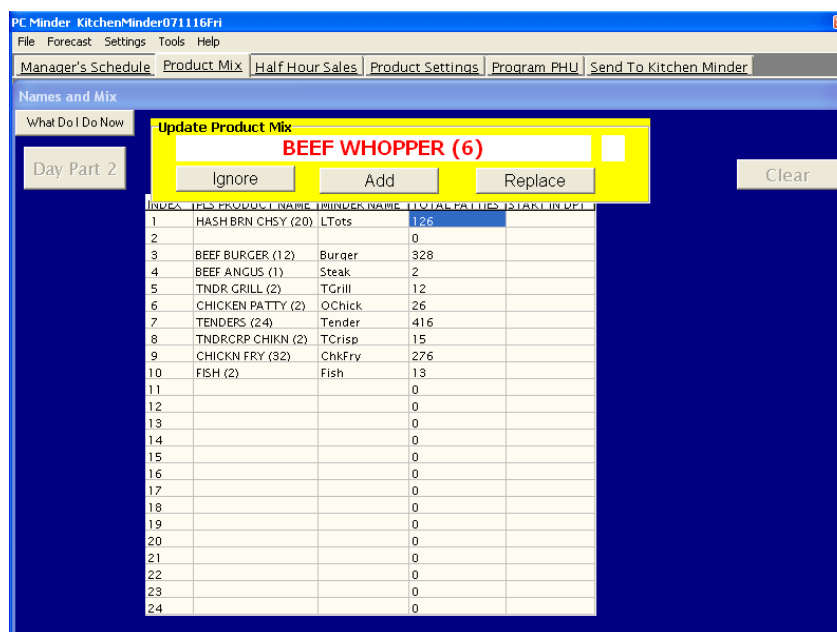 PC Minder KitchenMinder071116Fri
File Forecast Settings Tools Help
Manager's Schedule Product Mix Half Hour Sales Product Settings Program PHU Send To Kitchen Minder
Names and Mix
What Do I Do Now
Update Product Mix
BEEF WHOPPER (6)
Day Part 2
Ignore Add Replace
Clear
INDEX PLS PRODUCT NAME MINDER NAME TOTAL PATTIES START IN DPT
1 HASH BRN CHSY (20) LTots 126
2 0
3 BEEF BURGER (12) Burger 328
4 BEEF ANGUS (1) Steak 2
5 TNDR GRILL (2) TGrill 12
6 CHICKEN PATTY (2) OChick 26
7 TENDERS (24) Tender 416
8 TNDRCRP CHIKN (2) TCrisp 15
9 CHICKN FRY (32) ChkFry 276
10 FISH (2) Fish 13
11 0
12 0
13 0
14 0
15 0
16 0
17 0
18 0
19 0
20 0
21 0
22 0
23 0
24 0